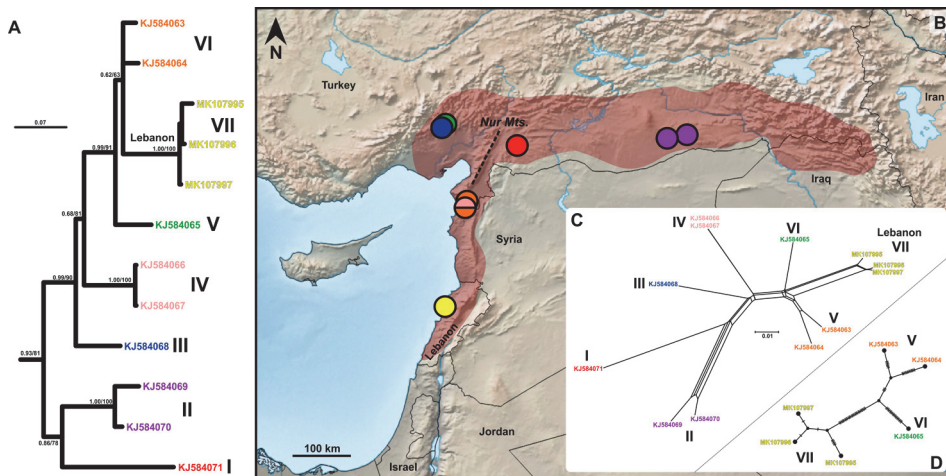 A
KJ584063
VI
KJ584064
0.62/63
0.07
Lebanon
MK107995
VII
MK107996
1.00/100
MK107997
0.99/91
KJ584065
V
0.68/81
KJ584066
IV
1.00/100
KJ584067
0.99/90
KJ584068
III
0.93/81
KJ584069
II
1.00/100
KJ584070
0.86/78
KJ584071
I
B
N
Turkey
Nur Mts.
Iran
Iraq
Syria
Lebanon
Jordan
Israel
100 km
C
IV
KJ584066
KJ584067
VI
KJ584065
Lebanon
VII
MK107995
MK107996
MK107997
III
KJ584068
V
KJ584063
KJ584064
0.01
I
KJ584071
KJ584069
KJ584070
II
D
V
KJ584063
KJ584064
MK107997
VI
KJ584065
MK107996
VII
MK107995